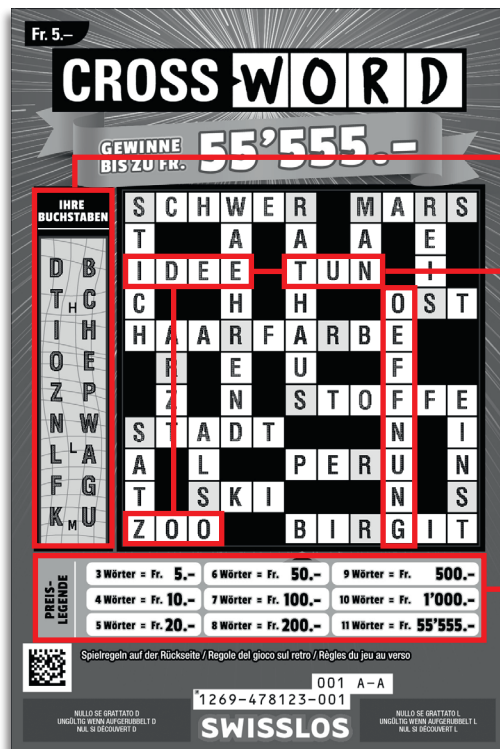 Fr. 5.–
CROSS WORD
GEWINNE
BIS ZU FR. 55'555.–
IHRE
BUCHSTABEN
D B
T H C
I H
O E
Z P
N W
L L A
F G
K M U
S C H W E R M A R S
T A A A E
I D E E T U N I
C H H O S T
H A A R F A R B E
R E U F
Z N S T O F F E
S T A D T N I
A L P E R U N
T S K I N S
Z O O B I R G I T
PREIS-
LEGENDE
3 Wörter = Fr. 5.– 6 Wörter = Fr. 50.– 9 Wörter = Fr. 500.–
4 Wörter = Fr. 10.– 7 Wörter = Fr. 100.– 10 Wörter = Fr. 1'000.–
5 Wörter = Fr. 20.– 8 Wörter = Fr. 200.– 11 Wörter = Fr. 55'555.–
Spielregeln auf der Rückseite / Regole del gioco sul retro / Règles du jeu au verso
001 A-A
1269-478123-001
NULLO SE GRATTATO D
UNGÜLTIG WENN AUFGERUBBELT D
NUL SI DÉCOUVERT D
SWISSLOS
NULLO SE GRATTATO L
UNGÜLTIG WENN AUFGERUBBELT L
NUL SI DÉCOUVERT L